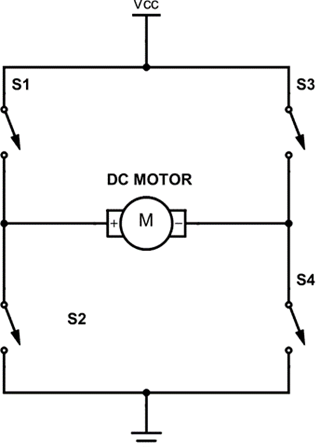 VCC
S1
S3
DC MOTOR
+ M −
S4
S2